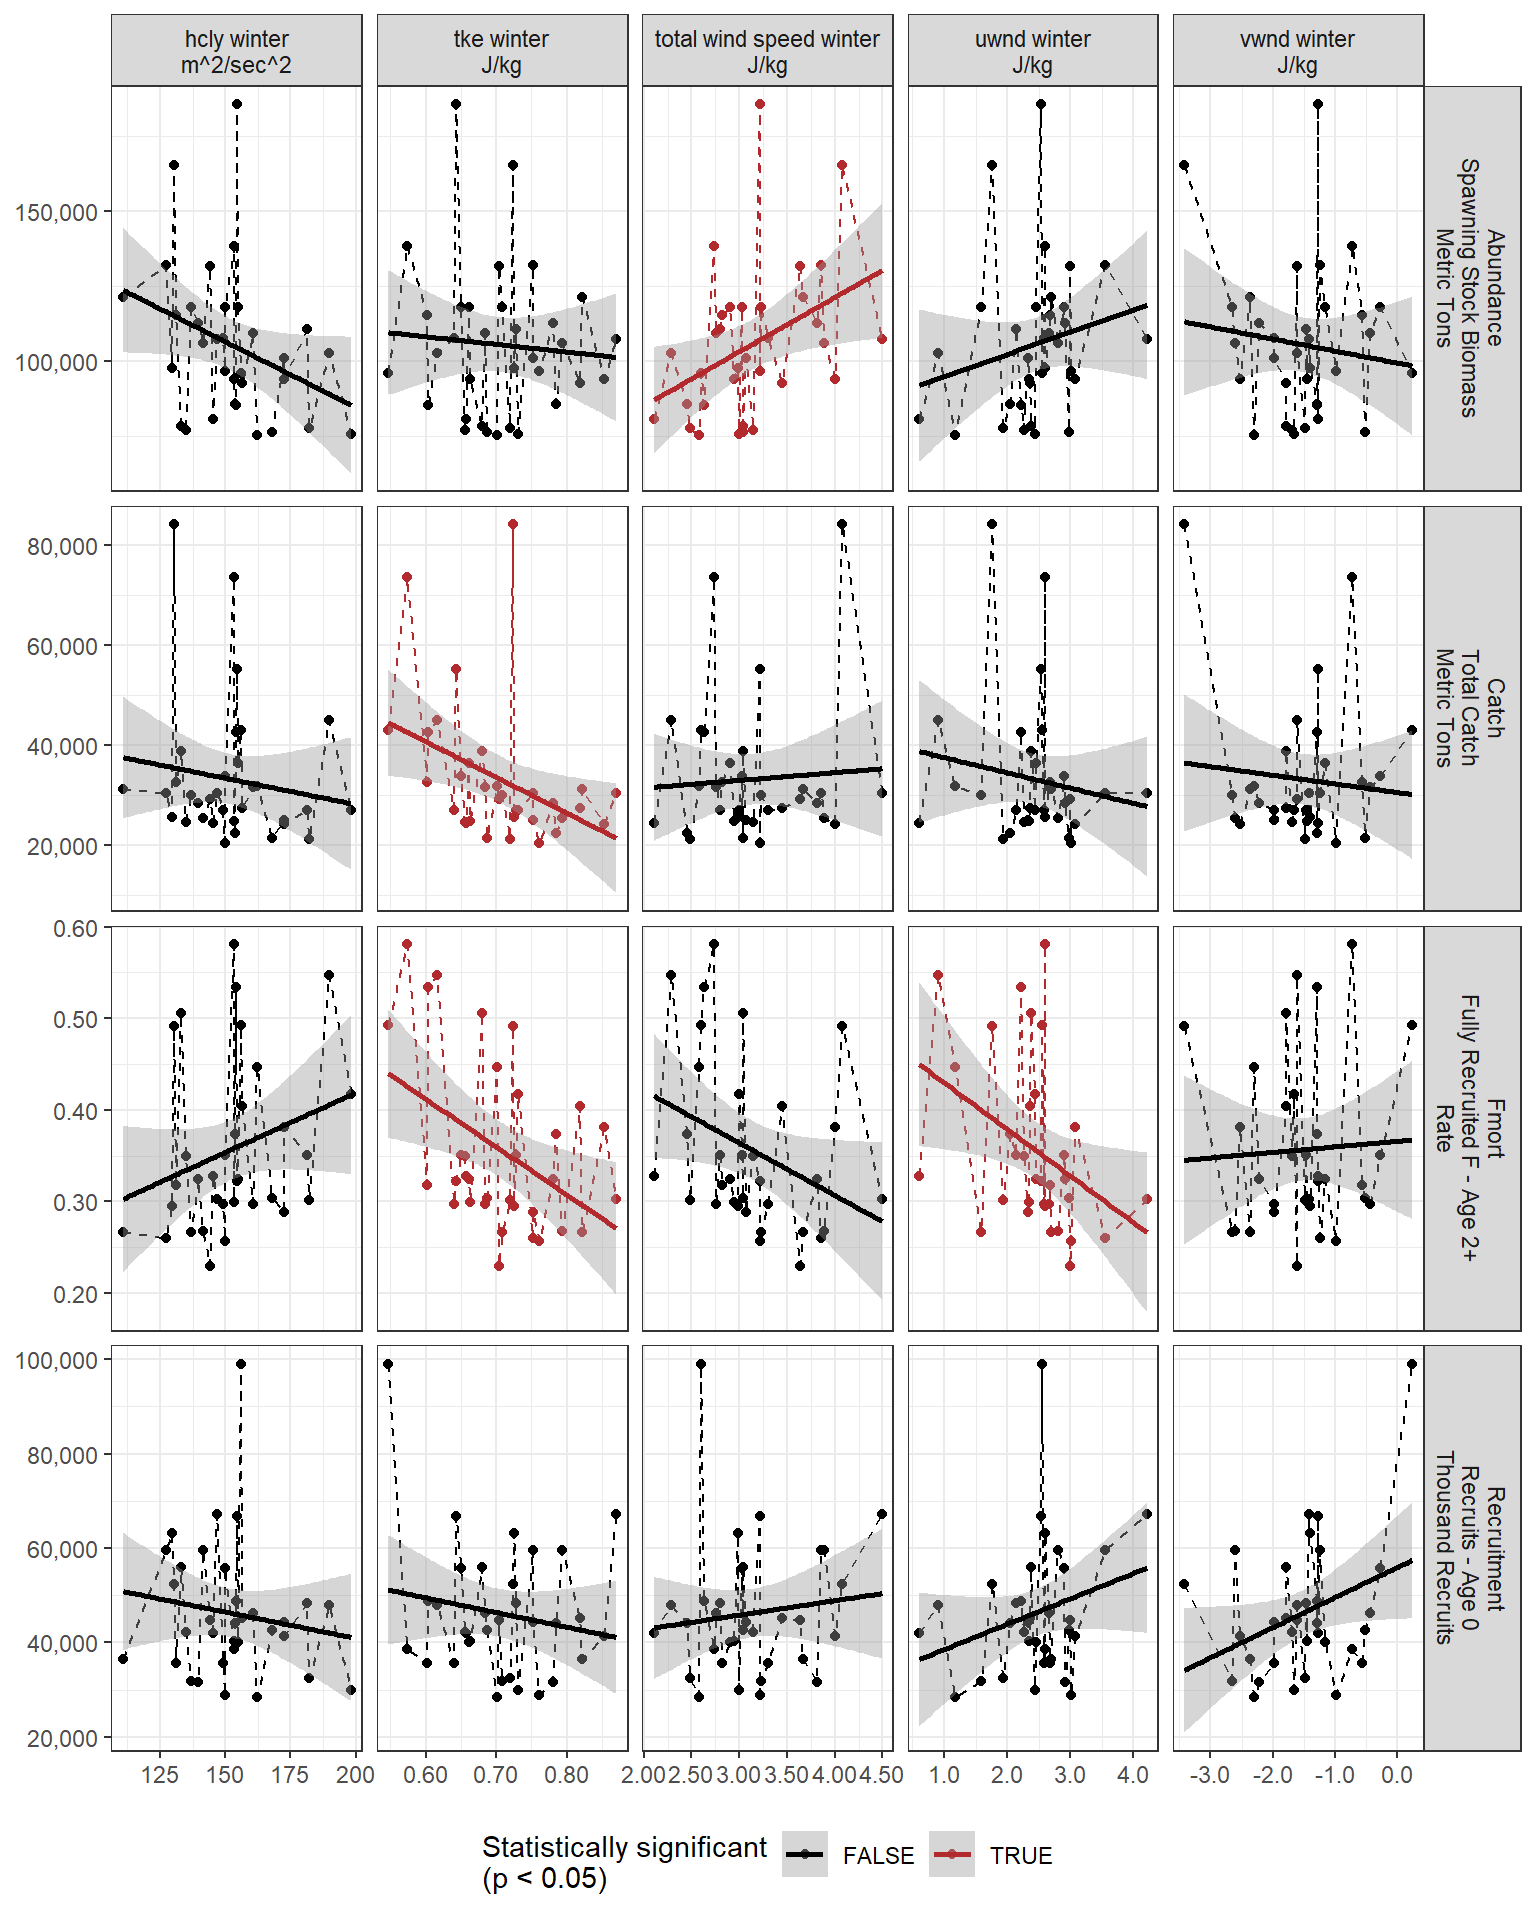 hcly winter
m^2/sec^2
tke winter
J/kg
total wind speed winter
J/kg
uwnd winter
J/kg
vwnd winter
J/kg
150,000
100,000
Abundance
Spawning Stock Biomass
Metric Tons
80,000
60,000
40,000
20,000
Catch
Total Catch
Metric Tons
0.60
0.50
0.40
0.30
0.20
Fmort
Fully Recruited F - Age 2+
Rate
100,000
80,000
60,000
40,000
20,000
Recruitment
Recruits - Age 0
Thousand Recruits
125 150 175 200
0.60 0.70 0.80
2.00 2.50 3.00 3.50 4.00 4.50
1.0 2.0 3.0 4.0
-3.0 -2.0 -1.0 0.0
Statistically significant
(p < 0.05)
FALSE
TRUE